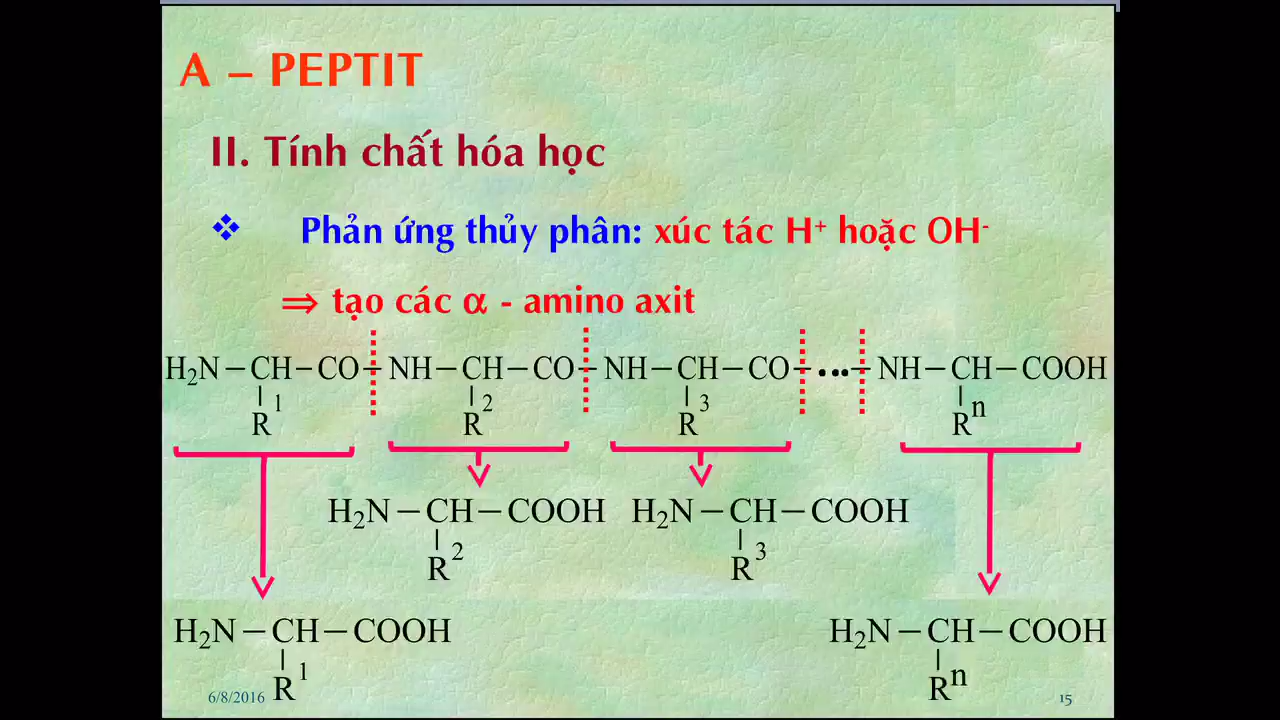 A – PEPTIT
II. Tính chất hóa học
❖ Phản ứng thủy phân: xúc tác H⁺ hoặc OH⁻
⇒ tạo các α - amino axit
H₂N – CH – CO – NH – CH – CO – NH – CH – CO – ... – NH – CH – COOH
R¹ R² R³ Rⁿ
H₂N – CH – COOH H₂N – CH – COOH
R² R³
H₂N – CH – COOH H₂N – CH – COOH
R¹ Rⁿ
6/8/2016 15